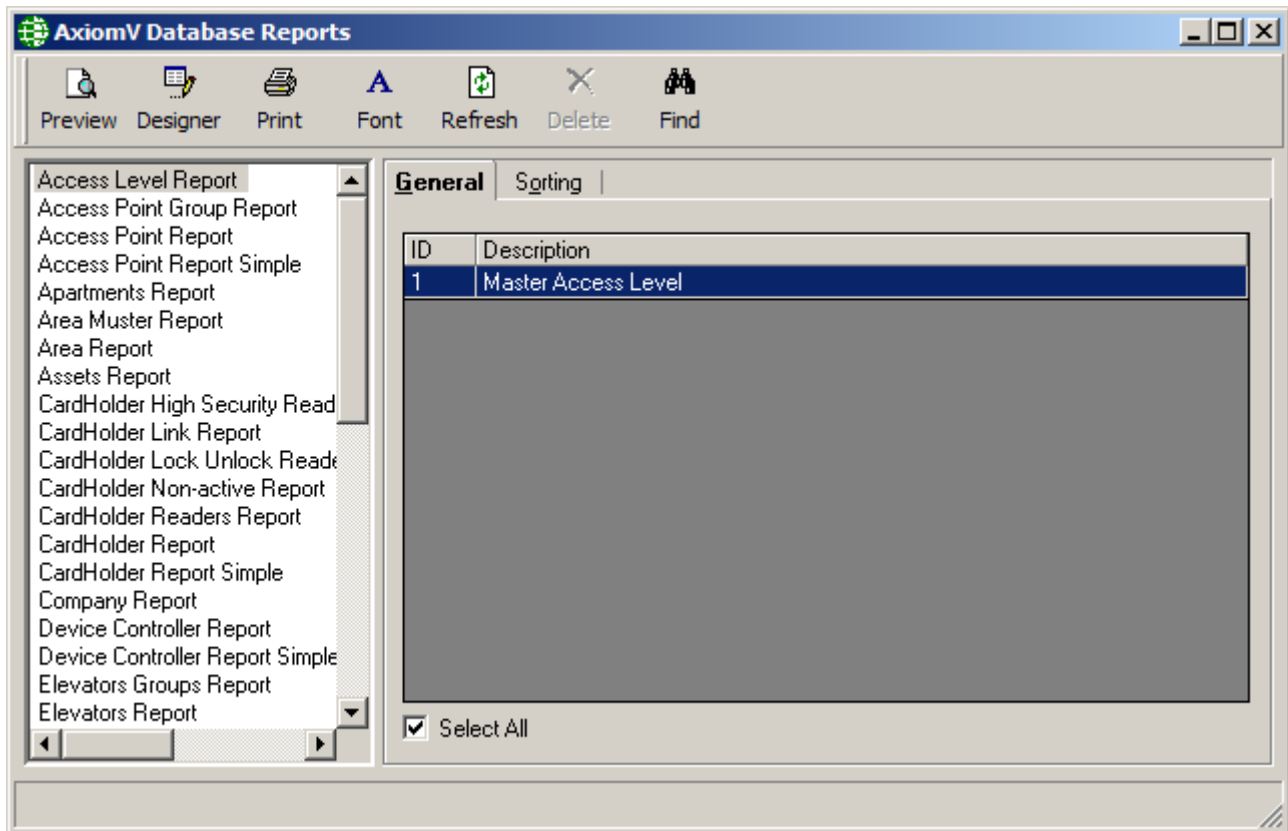 AxiomV Database Reports
Preview Designer Print Font Refresh Delete Find
Access Level Report
Access Point Group Report
Access Point Report
Access Point Report Simple
Apartments Report
Area Muster Report
Area Report
Assets Report
CardHolder High Security Read
CardHolder Link Report
CardHolder Lock Unlock Reade
CardHolder Non-active Report
CardHolder Readers Report
CardHolder Report
CardHolder Report Simple
Company Report
Device Controller Report
Device Controller Report Simple
Elevators Groups Report
Elevators Report
General Sorting
ID Description
1 Master Access Level
Select All